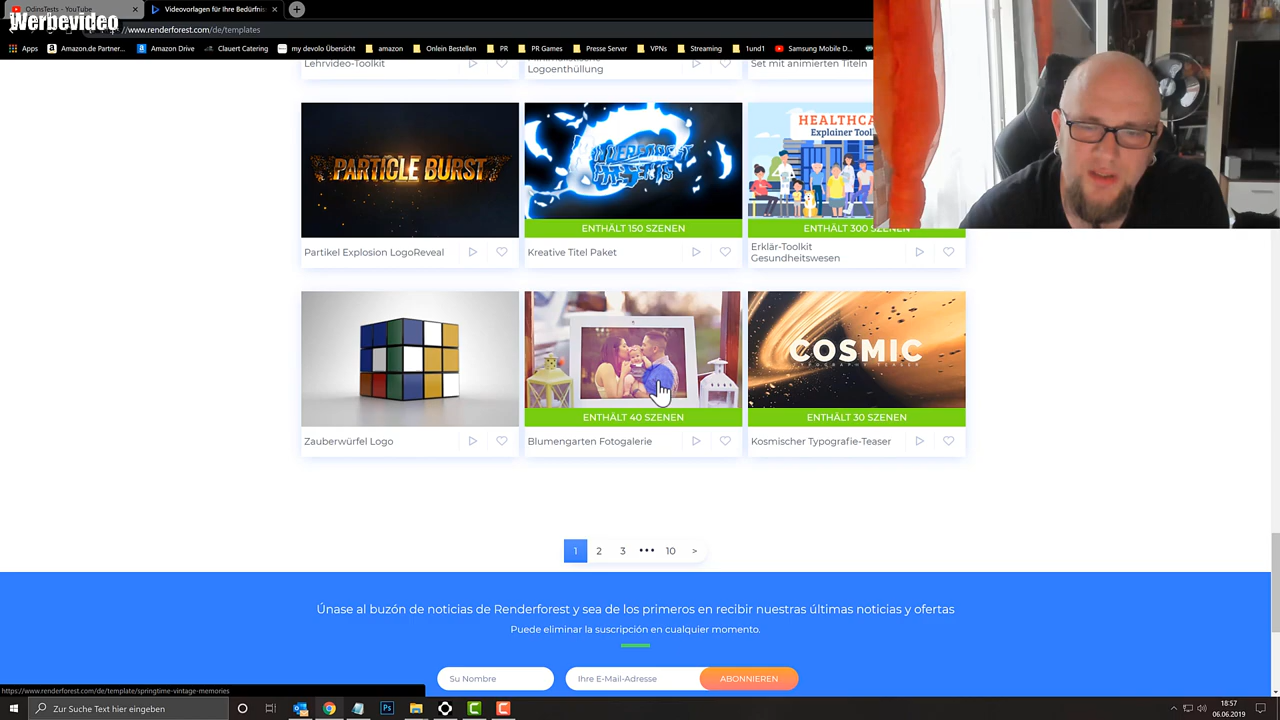 OdinsTests - YouTube
Videovorlagen für Ihre Bedürfnis
Werbevideo
www.renderforest.com/de/templates
Apps
Amazon.de Partner...
Amazon Drive
Clauert Catering
my devolo Übersicht
amazon
Onlein Bestellen
PR
PR Games
Presse Server
VPNs
Streaming
1und1
Samsung Mobile D...
Lehrvideo-Toolkit
Logoenthüllung
Set mit animierten Titeln
PARTICLE BURST
HEALTHCA
Explainer Tool
ENTHÄLT 150 SZENEN
ENTHÄLT 300 SZENEN
Partikel Explosion LogoReveal
Kreative Titel Paket
Erklär-Toolkit
Gesundheitswesen
COSMIC
TYPOGRAPHY TEASER
ENTHÄLT 40 SZENEN
ENTHÄLT 30 SZENEN
Zauberwürfel Logo
Blumengarten Fotogalerie
Kosmischer Typografie-Teaser
1 2 3 ••• 10 >
Únase al buzón de noticias de Renderforest y sea de los primeros en recibir nuestras últimas noticias y ofertas
Puede eliminar la suscripción en cualquier momento.
Su Nombre
Ihre E-Mail-Adresse
ABONNIEREN
https://www.renderforest.com/de/template/springtime-vintage-memories
Zur Suche Text hier eingeben
18:57
06.06.2019